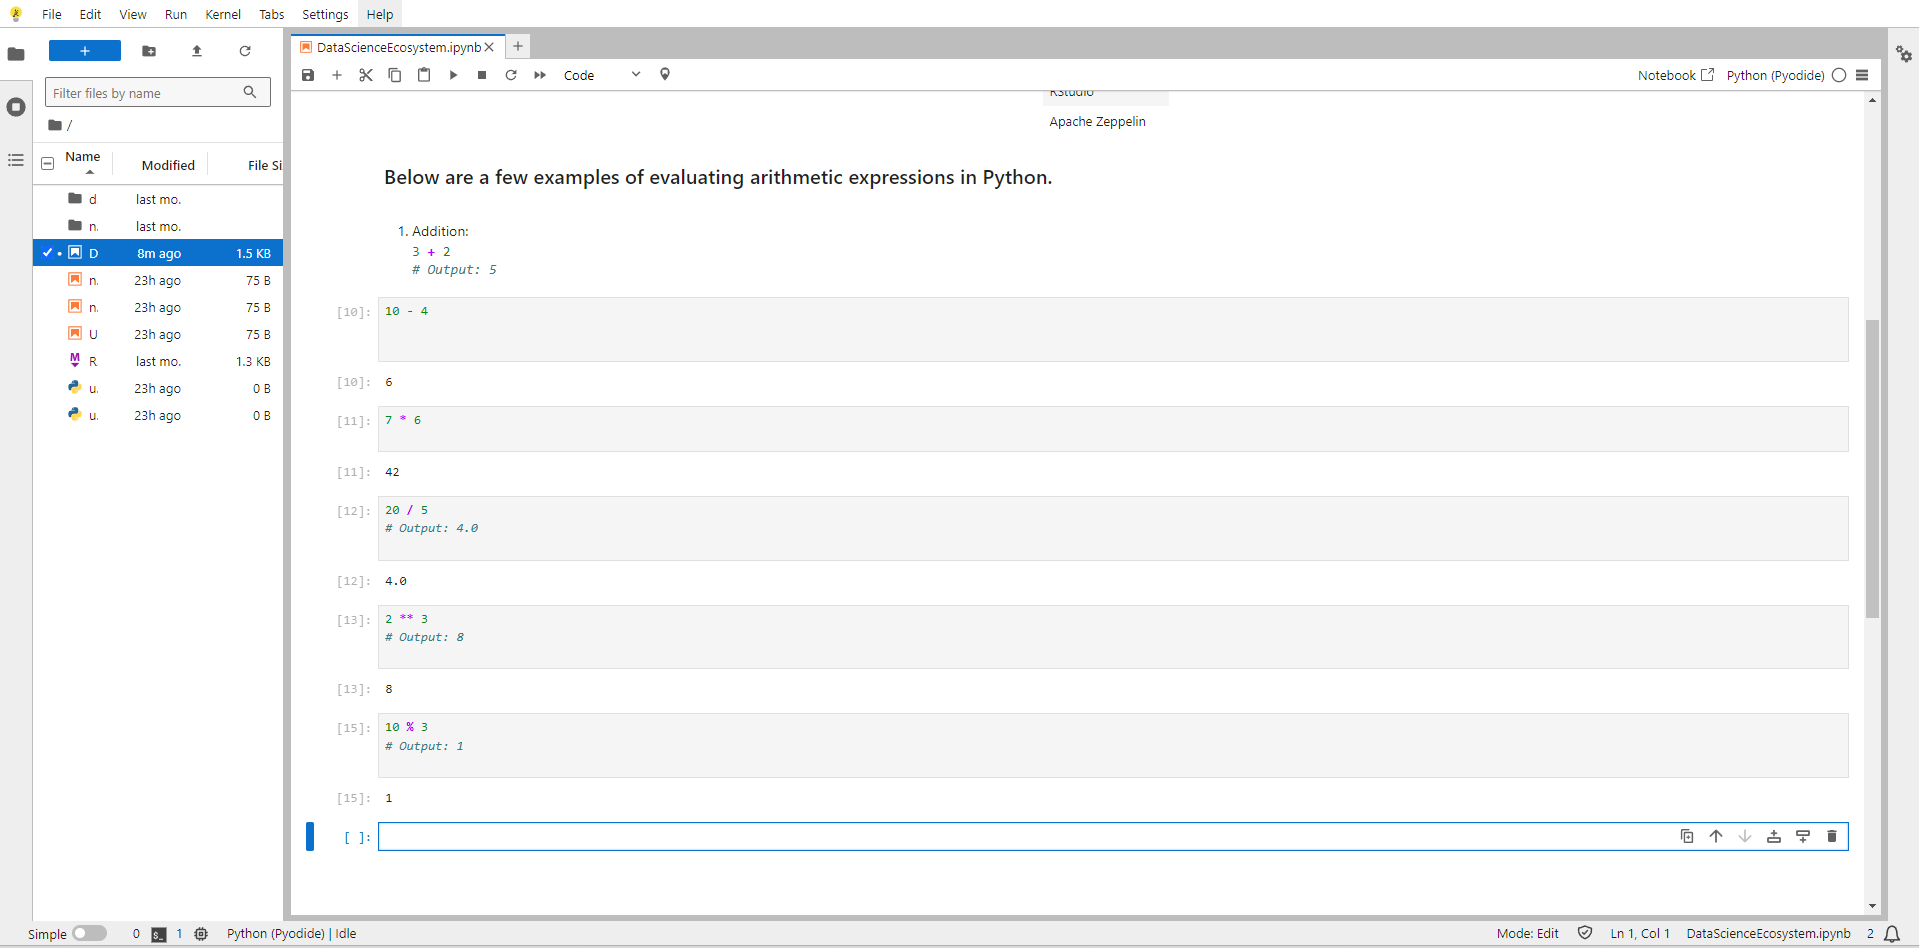 File Edit View Run Kernel Tabs Settings Help
DataScienceEcosystem.ipynb
Code
Notebook
Python (Pyodide)
Filter files by name
/
Name
Modified
File Si
d
last mo.
n.
last mo.
D
8m ago
1.5 KB
n.
23h ago
75 B
n.
23h ago
75 B
U
23h ago
75 B
R
last mo.
1.3 KB
u.
23h ago
0 B
u.
23h ago
0 B
RStudio
Apache Zeppelin
Below are a few examples of evaluating arithmetic expressions in Python.
1. Addition:
3 + 2
# Output: 5
[10]: 10 - 4
[10]: 6
[11]: 7 * 6
[11]: 42
[12]: 20 / 5
# Output: 4.0
[12]: 4.0
[13]: 2 ** 3
# Output: 8
[13]: 8
[15]: 10 % 3
# Output: 1
[15]: 1
[ ]:
Simple
0
1
Python (Pyodide) | Idle
Mode: Edit
Ln 1, Col 1
DataScienceEcosystem.ipynb
2